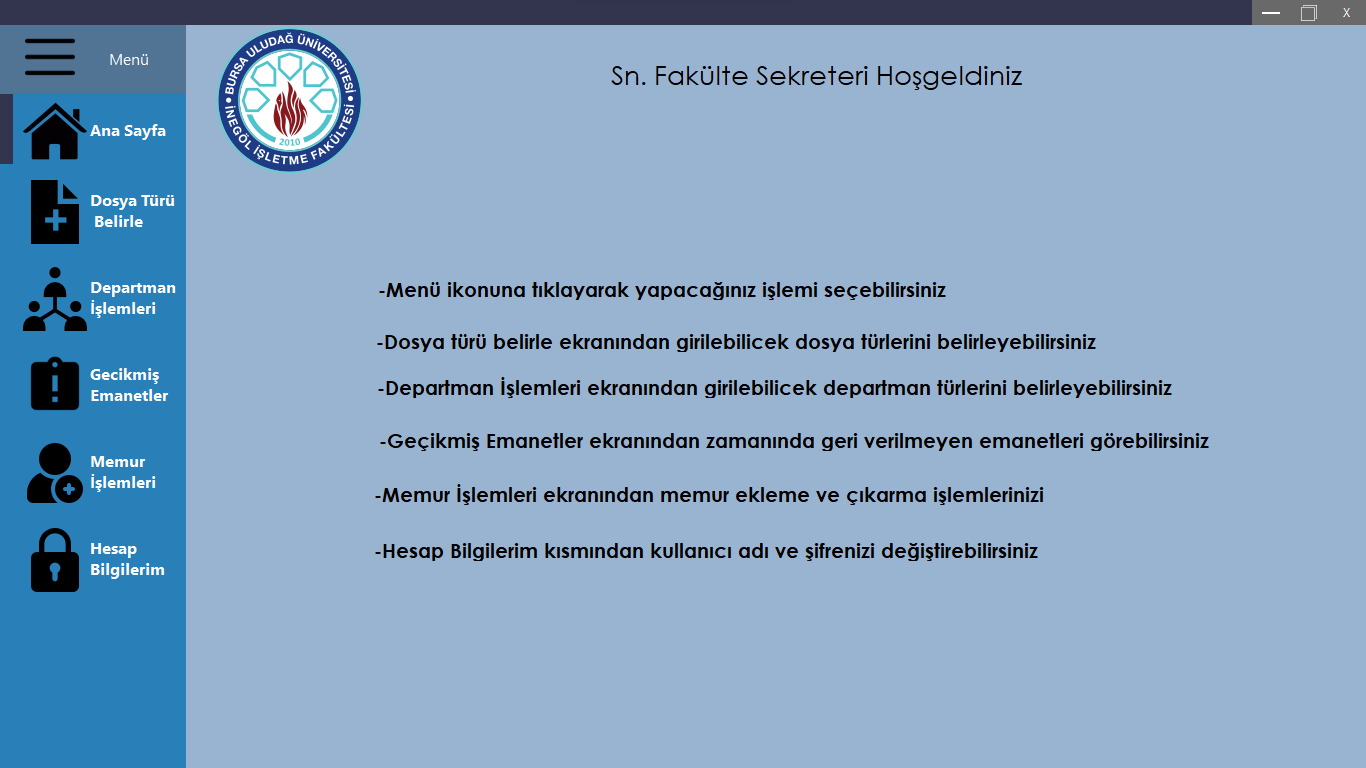 X
Menü
BURSA ULUDAĞ ÜNİVERSİTESİ
İNEGÖL İŞLETME FAKÜLTESİ
2010
Sn. Fakülte Sekreteri Hoşgeldiniz
Ana Sayfa
Dosya Türü
Belirle
Departman
İşlemleri
Gecikmiş
Emanetler
Memur
İşlemleri
Hesap
Bilgilerim
-Menü ikonuna tıklayarak yapacağınız işlemi seçebilirsiniz
-Dosya türü belirle ekranından girilebilicek dosya türlerini belirleyebilirsiniz
-Departman İşlemleri ekranından girilebilicek departman türlerini belirleyebilirsiniz
-Geçikmiş Emanetler ekranından zamanında geri verilmeyen emanetleri görebilirsiniz
-Memur İşlemleri ekranından memur ekleme ve çıkarma işlemlerinizi
-Hesap Bilgilerim kısmından kullanıcı adı ve şifrenizi değiştirebilirsiniz